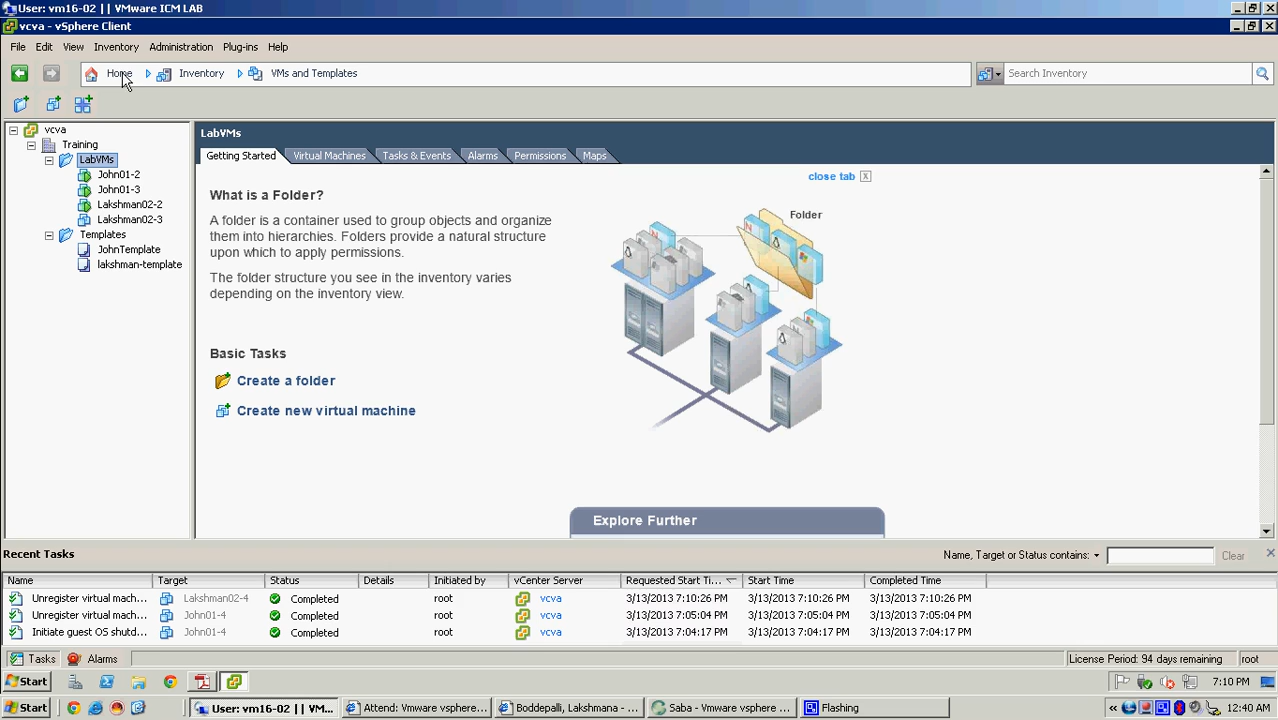 User: vm16-02 || VMware ICM LAB
vcva - vSphere Client
File Edit View Inventory Administration Plug-ins Help
Home Inventory VMs and Templates Search Inventory
vcva
Training
LabVMs
John01-2
John01-3
Lakshman02-2
Lakshman02-3
Templates
JohnTemplate
lakshman-template
LabVMs
Getting Started Virtual Machines Tasks & Events Alarms Permissions Maps
close tab X
What is a Folder?
A folder is a container used to group objects and organize
them into hierarchies. Folders provide a natural structure
upon which to apply permissions.
The folder structure you see in the inventory varies
depending on the inventory view.
Folder
Basic Tasks
Create a folder
Create new virtual machine
Explore Further
Recent Tasks Name, Target or Status contains: Clear
Name Target Status Details Initiated by vCenter Server Requested Start Ti... Start Time Completed Time
Unregister virtual mach... Lakshman02-4 Completed root vcva 3/13/2013 7:10:26 PM 3/13/2013 7:10:26 PM 3/13/2013 7:10:26 PM
Unregister virtual mach... John01-4 Completed root vcva 3/13/2013 7:05:04 PM 3/13/2013 7:05:04 PM 3/13/2013 7:05:04 PM
Initiate guest OS shutd... John01-4 Completed root vcva 3/13/2013 7:04:17 PM 3/13/2013 7:04:17 PM 3/13/2013 7:04:17 PM
Tasks Alarms License Period: 94 days remaining root
Start 7:10 PM
Start User: vm16-02 || VM... Attend: Vmware vsphere... Boddepalli, Lakshmana - ... Saba - Vmware vsphere ... Flashing 12:40 AM